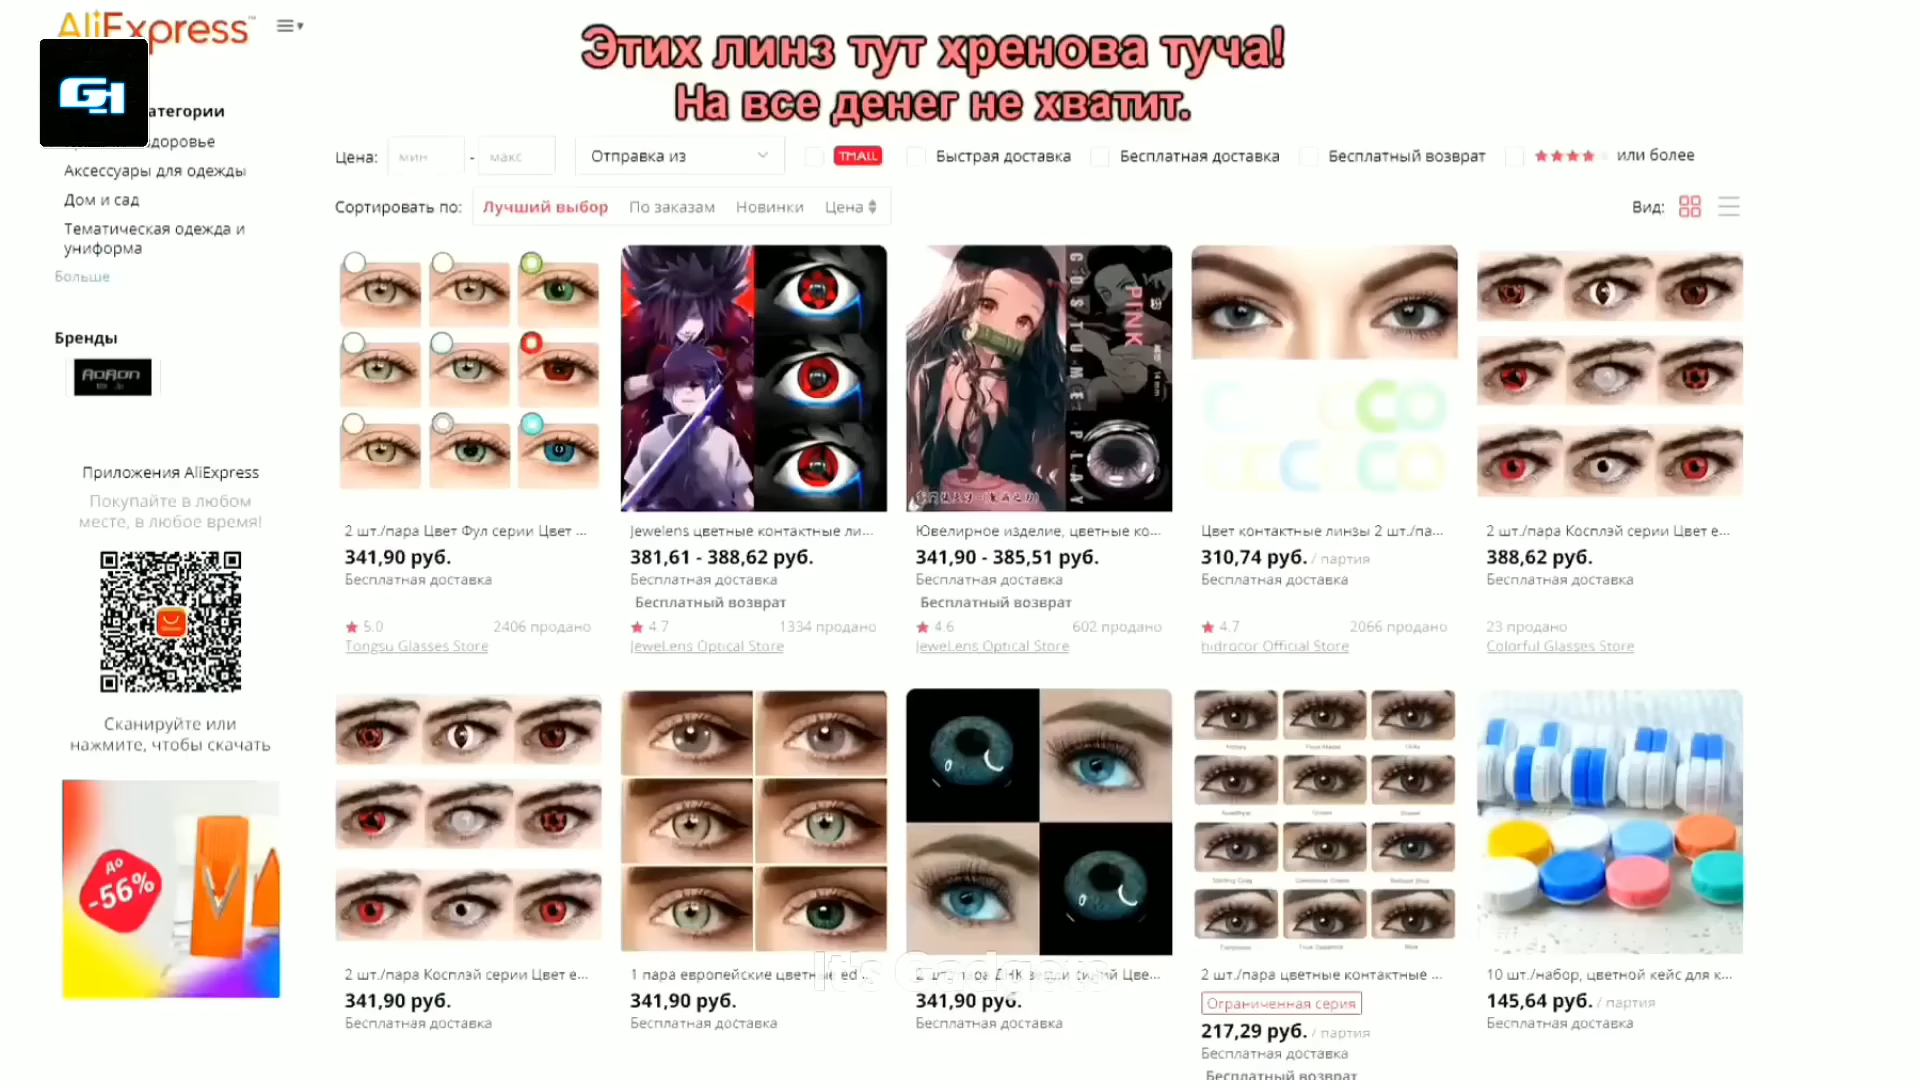 AliExpress
GI
Этих линз тут хренова туча!
На все денег не хватит.
атегории
доровье
Аксессуары для одежды
Дом и сад
Тематическая одежда и
униформа
Больше
Бренды
AoRon
Приложения AliExpress
Покупайте в любом
месте, в любое время!
Сканируйте или
нажмите, чтобы скачать
до
-56%
Цена: мин - макс Отправка из TMALL Быстрая доставка Бесплатная доставка Бесплатный возврат или более
Сортировать по: Лучший выбор По заказам Новинки Цена Вид:
COSTUME PLAY
PINK
2 шт./пара Цвет Фул серии Цвет ...
341,90 руб.
Бесплатная доставка
5.0 2406 продано
Tongsu Glasses Store
Jewelens цветные контактные ли...
381,61 - 388,62 руб.
Бесплатная доставка
Бесплатный возврат
4.7 1334 продано
JeweLens Optical Store
Ювелирное изделие, цветные ко...
341,90 - 385,51 руб.
Бесплатная доставка
Бесплатный возврат
4.6 602 продано
JeweLens Optical Store
Цвет контактные линзы 2 шт./па...
310,74 руб. / партия
Бесплатная доставка
4.7 2066 продано
hidrocor Official Store
2 шт./пара Косплэй серии Цвет е...
388,62 руб.
Бесплатная доставка
23 продано
Colorful Glasses Store
2 шт./пара Косплэй серии Цвет е...
341,90 руб.
Бесплатная доставка
1 пара европейские цветные
341,90 руб.
Бесплатная доставка
It's Gadgets
Цве...
341,90 руб.
Бесплатная доставка
2 шт./пара цветные контактные ...
Ограниченная серия
217,29 руб. / партия
Бесплатная доставка
Бесплатный возврат
10 шт./набор, цветной кейс для к...
145,64 руб. / партия
Бесплатная доставка